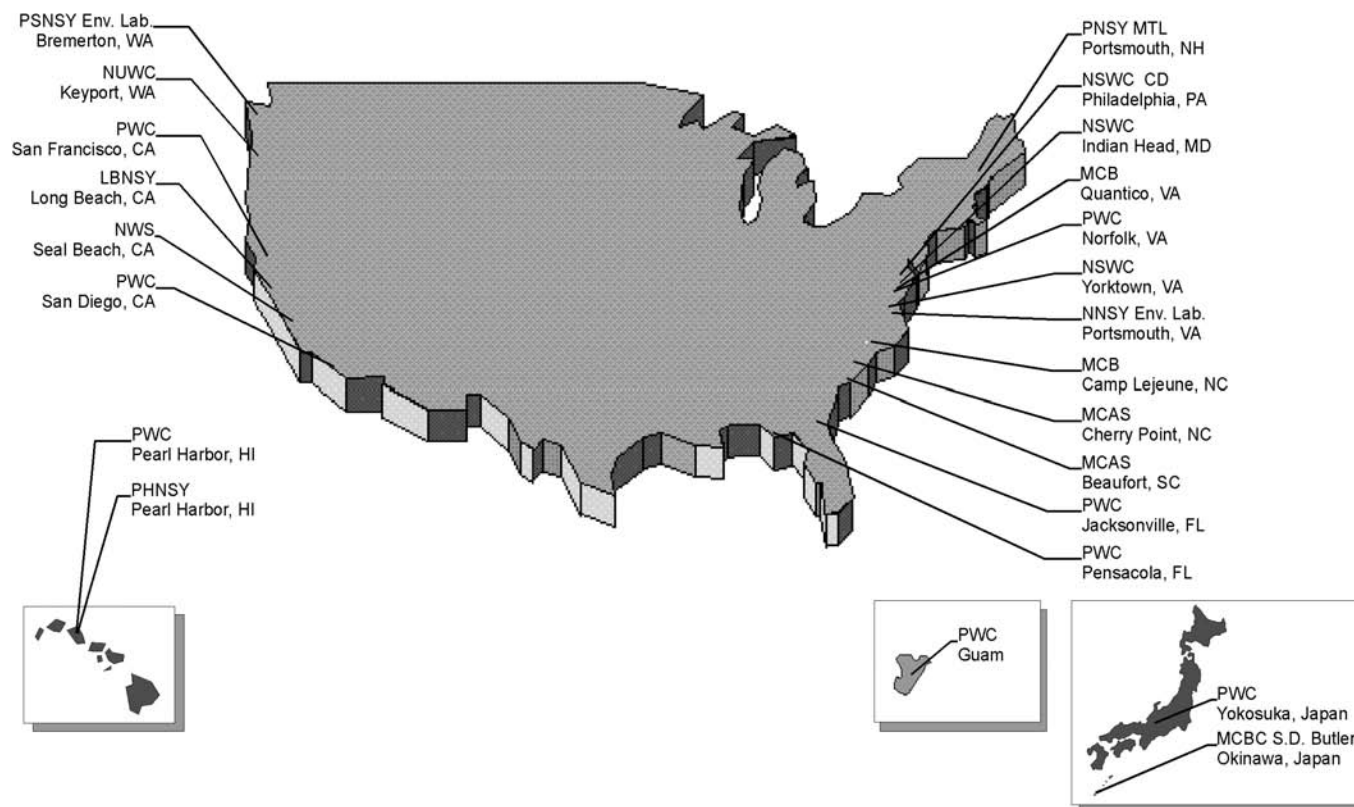 PSNSY Env. Lab.
Bremerton, WA
NUWC
Keyport, WA
PWC
San Francisco, CA
LBNSY
Long Beach, CA
NWS
Seal Beach, CA
PWC
San Diego, CA
PNSY MTL
Portsmouth, NH
NSWC CD
Philadelphia, PA
NSWC
Indian Head, MD
MCB
Quantico, VA
PWC
Norfolk, VA
NSWC
Yorktown, VA
NNSY Env. Lab.
Portsmouth, VA
MCB
Camp Lejeune, NC
MCAS
Cherry Point, NC
MCAS
Beaufort, SC
PWC
Jacksonville, FL
PWC
Pensacola, FL
PWC
Pearl Harbor, HI
PHNSY
Pearl Harbor, HI
PWC
Guam
PWC
Yokosuka, Japan
MCBC S.D. Butler
Okinawa, Japan